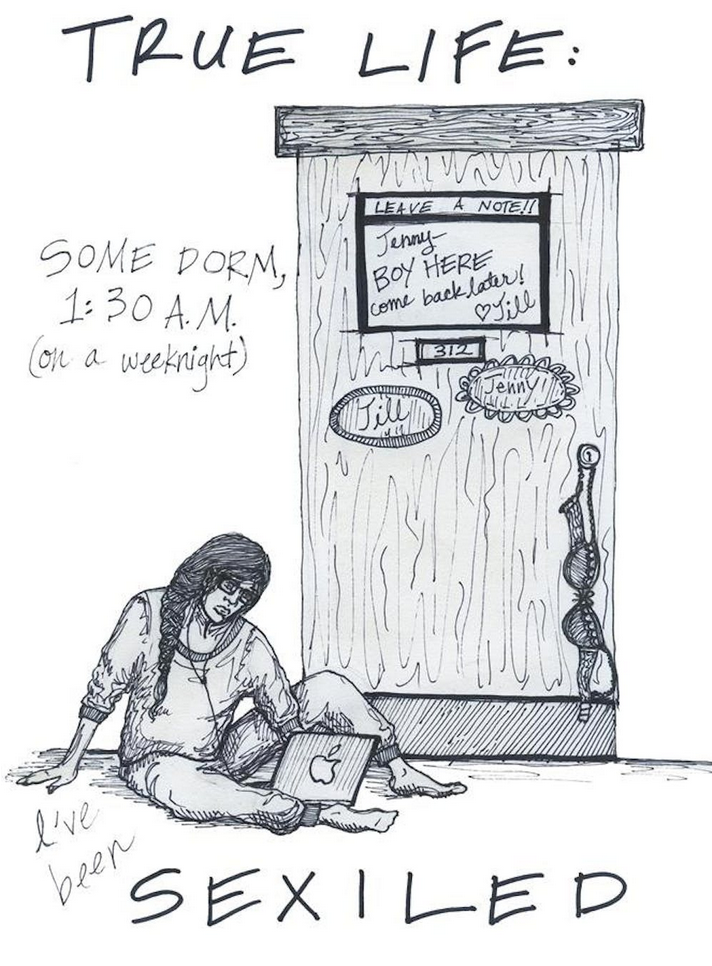 TRUE LIFE:
SOME DORM,
1:30 A.M.
(on a weeknight)
LEAVE A NOTE!!
Jenny-
BOY HERE
come back later!
♡Jill
312
Jill
Jenny
I've
been
SEXILED